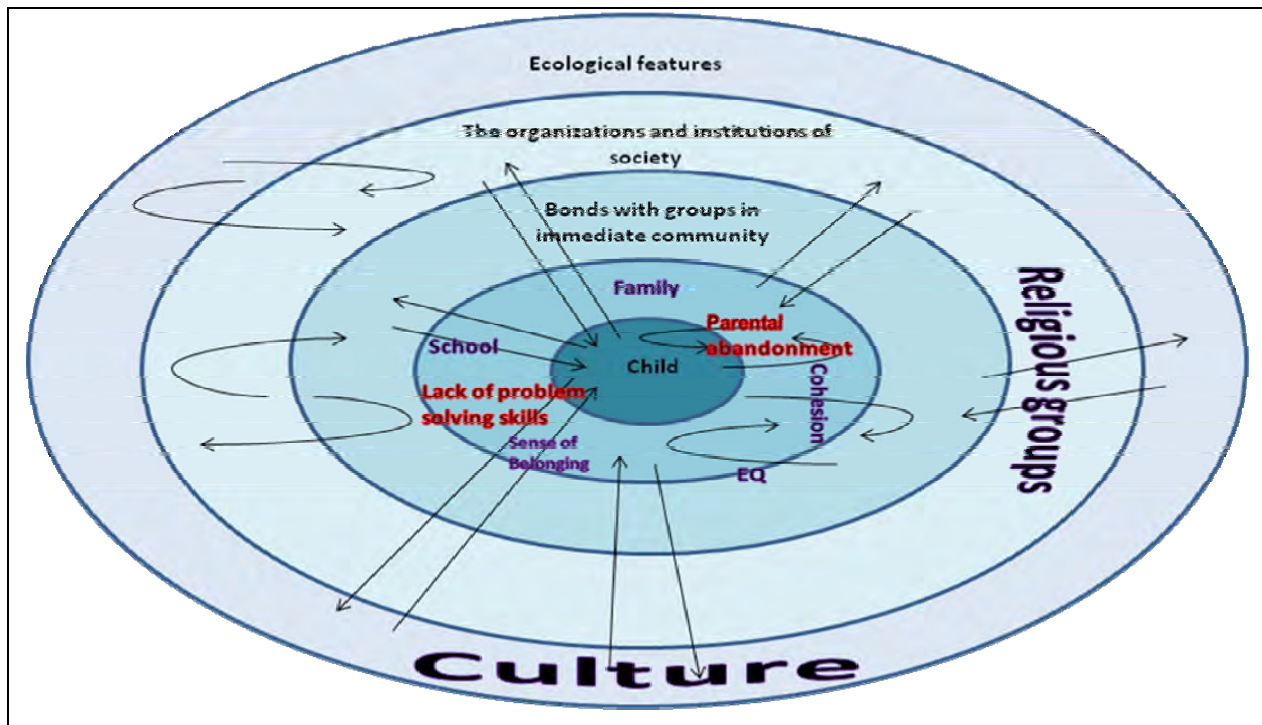 Ecological features
The organizations and institutions of
society
Bonds with groups in
immediate community
Family
Parental
abandonment
School
Child
Cohesion
Lack of problem
solving skills
Sense of
Belonging
EQ
Religious groups
Culture